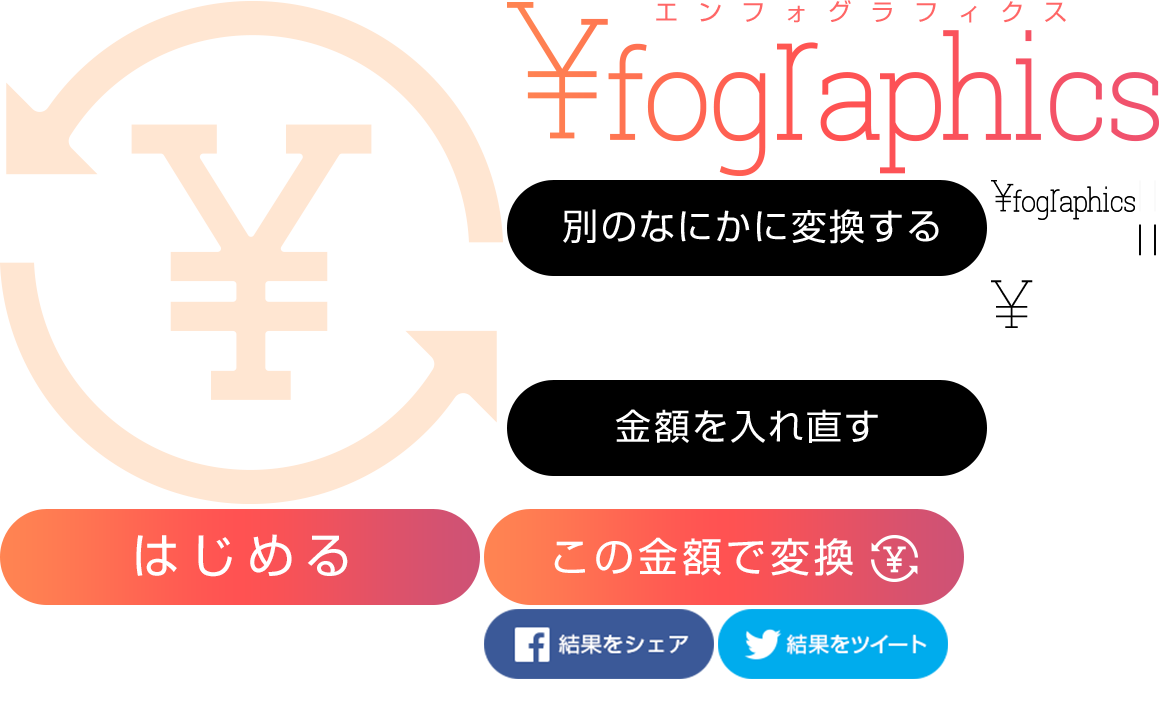 ¥
エンフォグラフィクス
¥fographics
別のなにかに変換する
¥fographics
¥
金額を入れ直す
はじめる
この金額で変換 ¥
結果をシェア
結果をツイート